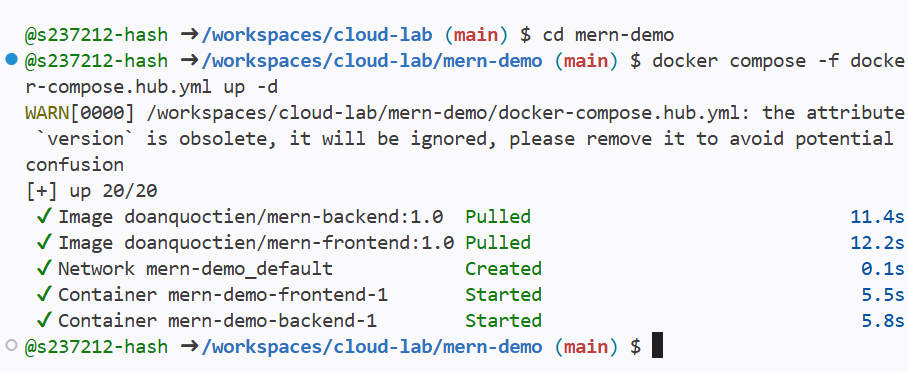 @s237212-hash ➜/workspaces/cloud-lab (main) $ cd mern-demo
@s237212-hash ➜/workspaces/cloud-lab/mern-demo (main) $ docker compose -f docke
r-compose.hub.yml up -d
WARN[0000] /workspaces/cloud-lab/mern-demo/docker-compose.hub.yml: the attribute
`version` is obsolete, it will be ignored, please remove it to avoid potential
confusion
[+] up 20/20
✓ Image doanquoctien/mern-backend:1.0 Pulled 11.4s
✓ Image doanquoctien/mern-frontend:1.0 Pulled 12.2s
✓ Network mern-demo_default Created 0.1s
✓ Container mern-demo-frontend-1 Started 5.5s
✓ Container mern-demo-backend-1 Started 5.8s
@s237212-hash ➜/workspaces/cloud-lab/mern-demo (main) $